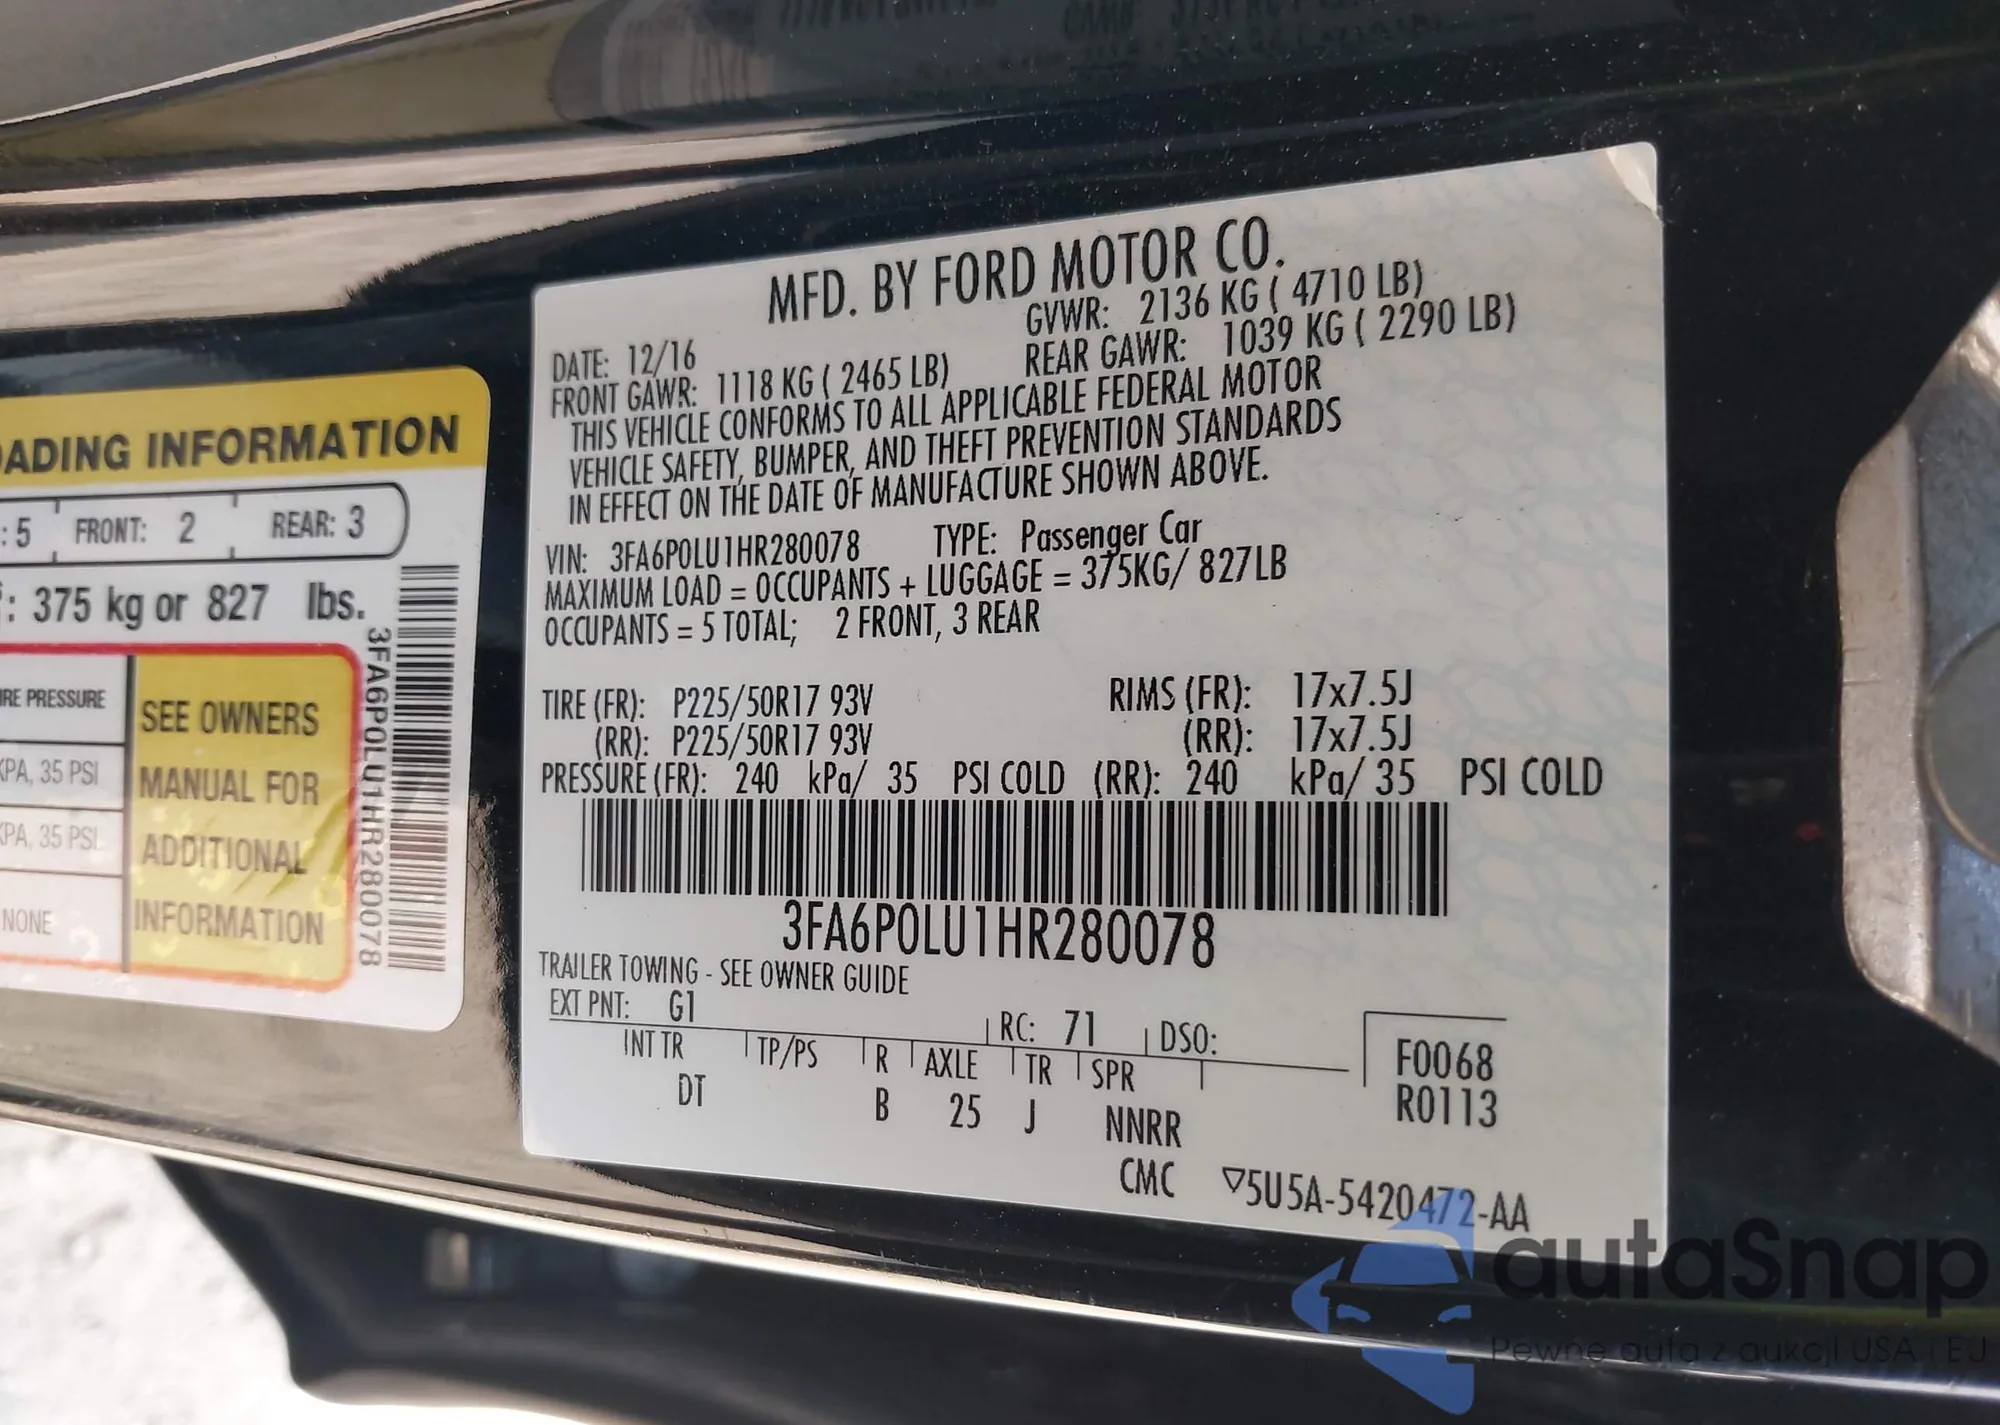 MFD. BY FORD MOTOR CO.
DATE: 12/16 GVWR: 2136 KG ( 4710 LB)
FRONT GAWR: 1118 KG ( 2465 LB) REAR GAWR: 1039 KG ( 2290 LB)
THIS VEHICLE CONFORMS TO ALL APPLICABLE FEDERAL MOTOR
VEHICLE SAFETY, BUMPER, AND THEFT PREVENTION STANDARDS
IN EFFECT ON THE DATE OF MANUFACTURE SHOWN ABOVE.
VIN: 3FA6P0LU1HR280078 TYPE: Passenger Car
MAXIMUM LOAD = OCCUPANTS + LUGGAGE = 375KG/ 827LB
OCCUPANTS = 5 TOTAL; 2 FRONT, 3 REAR
TIRE (FR): P225/50R17 93V RIMS (FR): 17x7.5J
(RR): P225/50R17 93V (RR): 17x7.5J
PRESSURE (FR): 240 kPa/ 35 PSI COLD (RR): 240 kPa/ 35 PSI COLD
3FA6P0LU1HR280078
TRAILER TOWING - SEE OWNER GUIDE
EXT PNT: G1 RC: 71 DSO:
INT TR TP/PS R AXLE TR SPR
DT B 25 J NNRR
F0068
R0113
CMC ▽5U5A-5420472-AA
ADING INFORMATION
: 5 FRONT: 2 REAR: 3
: 375 kg or 827 lbs.
3FA6P0LU1HR280078
IRE PRESSURE
KPA, 35 PSI
KPA, 35 PSI
NONE
SEE OWNERS
MANUAL FOR
ADDITIONAL
INFORMATION
autaSnap
Pewne auta z aukcji USA i EJ